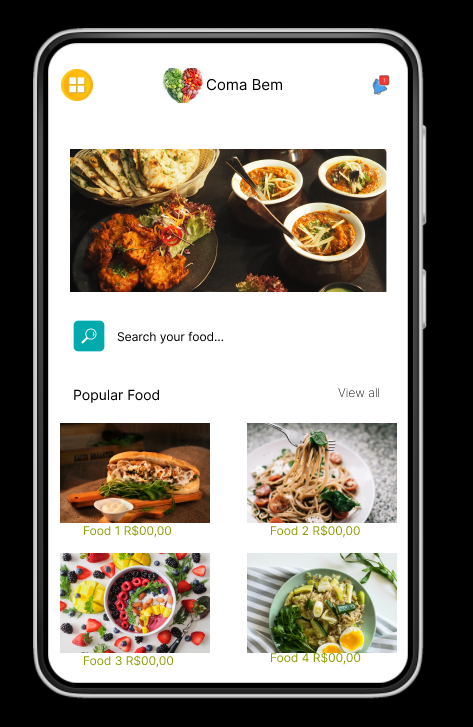 Coma Bem
Search your food...
Popular Food
View all
Food 1 R$00,00
Food 2 R$00,00
Food 3 R$00,00
Food 4 R$00,00